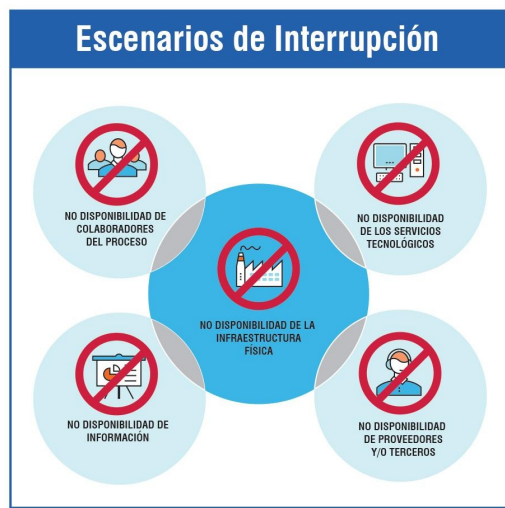 Escenarios de Interrupción
NO DISPONIBILIDAD DE
COLABORADORES
DEL PROCESO
NO DISPONIBILIDAD
DE LOS SERVICIOS
TECNOLÓGICOS
NO DISPONIBILIDAD DE LA
INFRAESTRUCTURA
FÍSICA
NO DISPONIBILIDAD DE
INFORMACIÓN
NO DISPONIBILIDAD
DE PROVEEDORES
Y/O TERCEROS